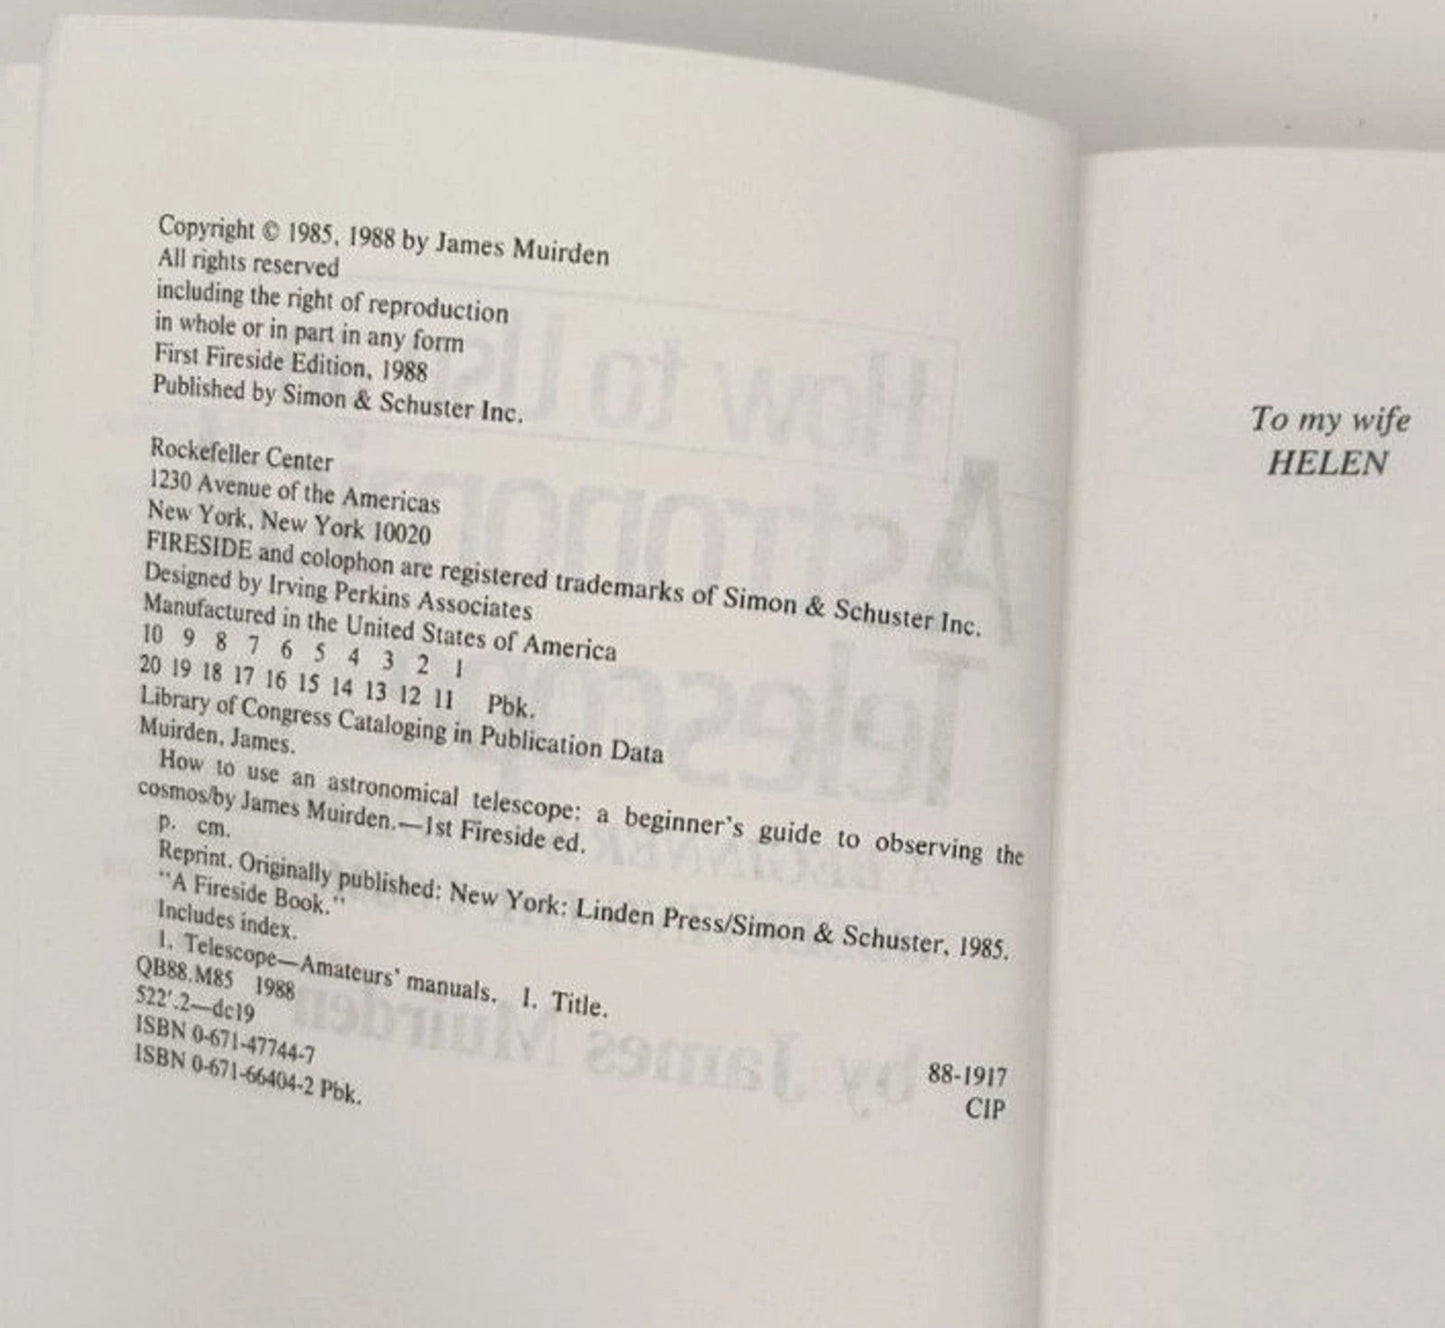 Copyright © 1985, 1988 by James Muirden
All rights reserved
including the right of reproduction
in whole or in part in any form
First Fireside Edition, 1988
Published by Simon & Schuster Inc.
Rockefeller Center
1230 Avenue of the Americas
New York, New York 10020
FIRESIDE and colophon are registered trademarks of Simon & Schuster Inc.
Designed by Irving Perkins Associates
Manufactured in the United States of America
10 9 8 7 6 5 4 3 2 1
20 19 18 17 16 15 14 13 12 11 Pbk.
Library of Congress Cataloging in Publication Data
Muirden, James.
How to use an astronomical telescope: a beginner's guide to observing the
cosmos/by James Muirden.—1st Fireside ed.
p. cm.
Reprint. Originally published: New York: Linden Press/Simon & Schuster, 1985.
"A Fireside Book."
Includes index.
1. Telescope—Amateurs' manuals. I. Title.
QB88.M85 1988
522'.2—dc19
88-1917
CIP
ISBN 0-671-47744-7
ISBN 0-671-66404-2 Pbk.
To my wife
HELEN